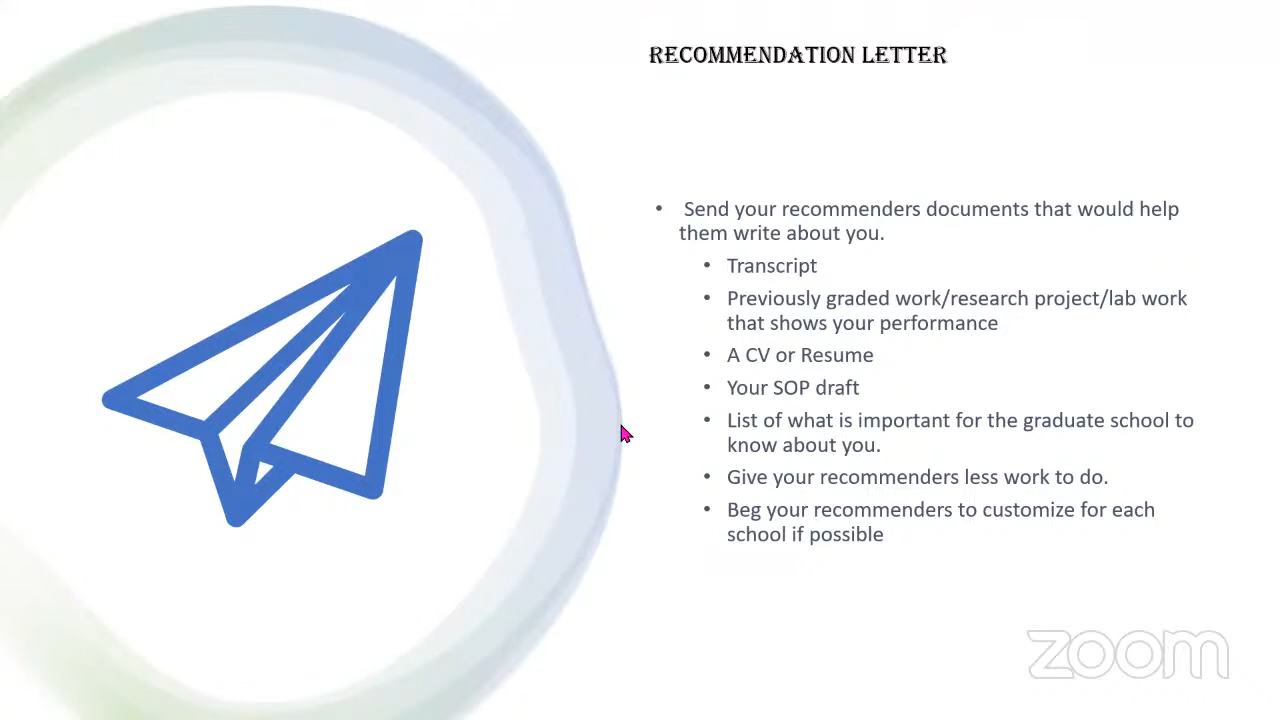 RECOMMENDATION LETTER
• Send your recommenders documents that would help
them write about you.
• Transcript
• Previously graded work/research project/lab work
that shows your performance
• A CV or Resume
• Your SOP draft
• List of what is important for the graduate school to
know about you.
• Give your recommenders less work to do.
• Beg your recommenders to customize for each
school if possible
zoom